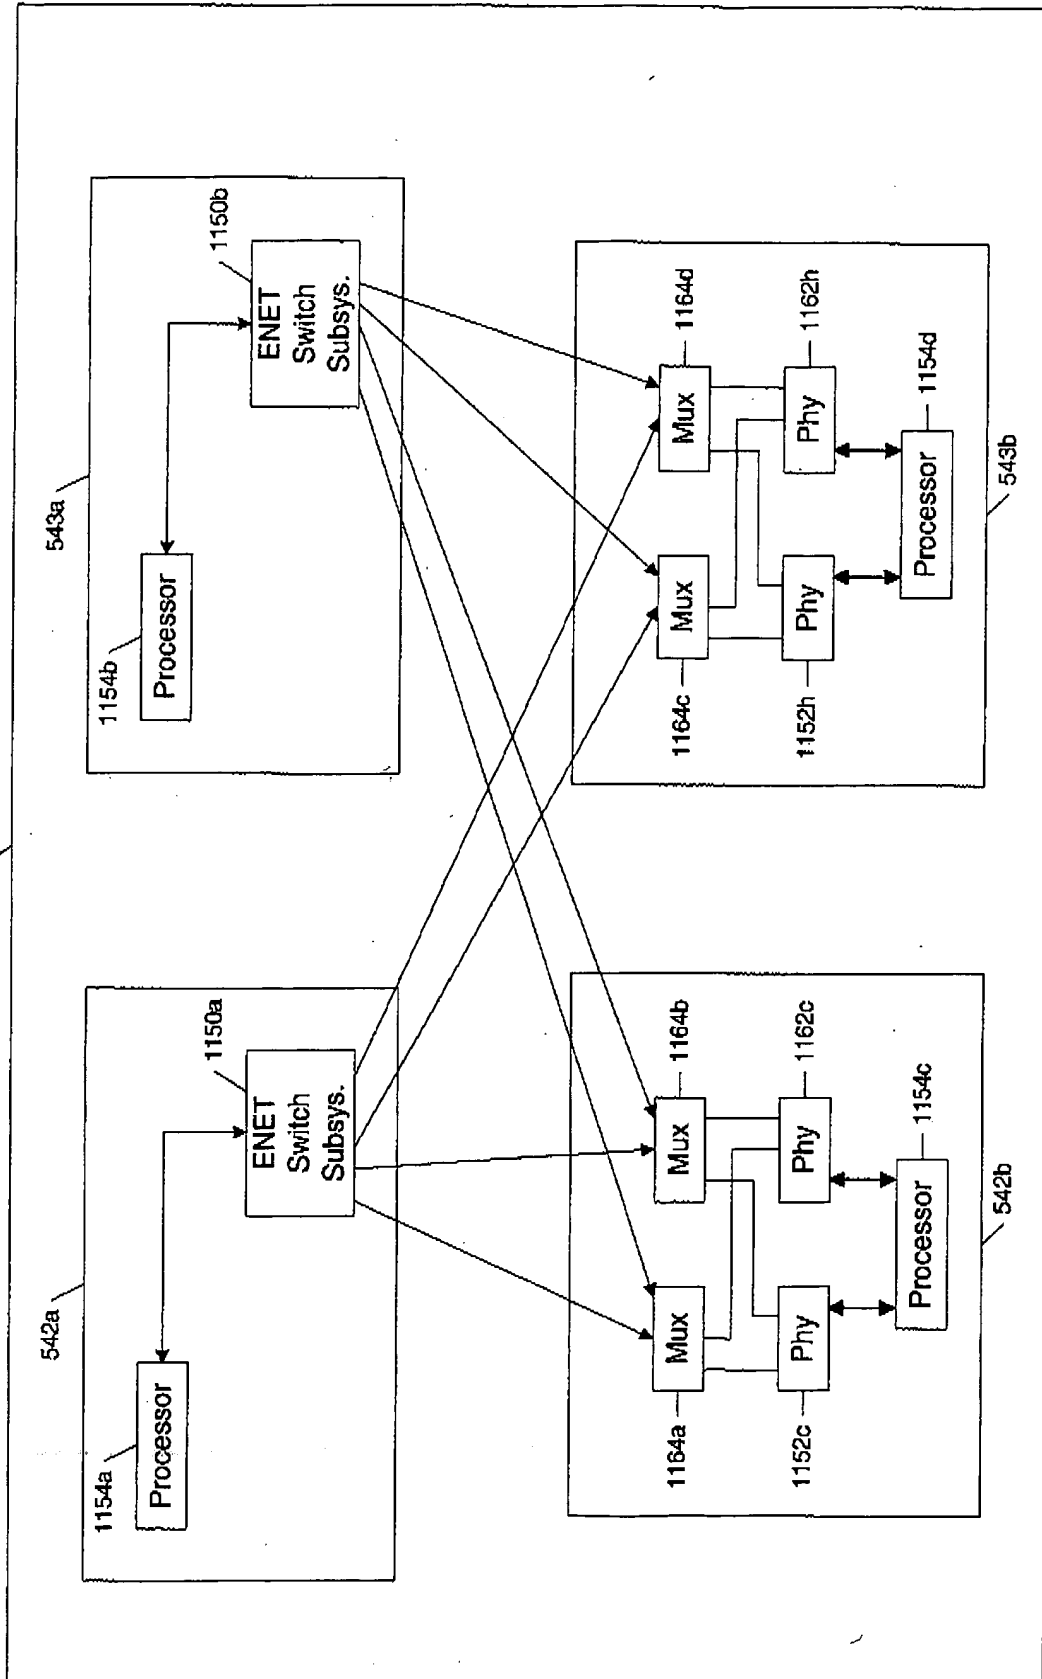 542a
1154a
Processor
1150a
ENET
Switch
Subsys.
543a
1154b
Processor
1150b
ENET
Switch
Subsys.
1164a
Mux
Mux
1164b
1152c
Phy
Phy
1162c
Processor
1154c
542b
1164c
Mux
Mux
1164d
1152h
Phy
Phy
1162h
Processor
1154d
543b